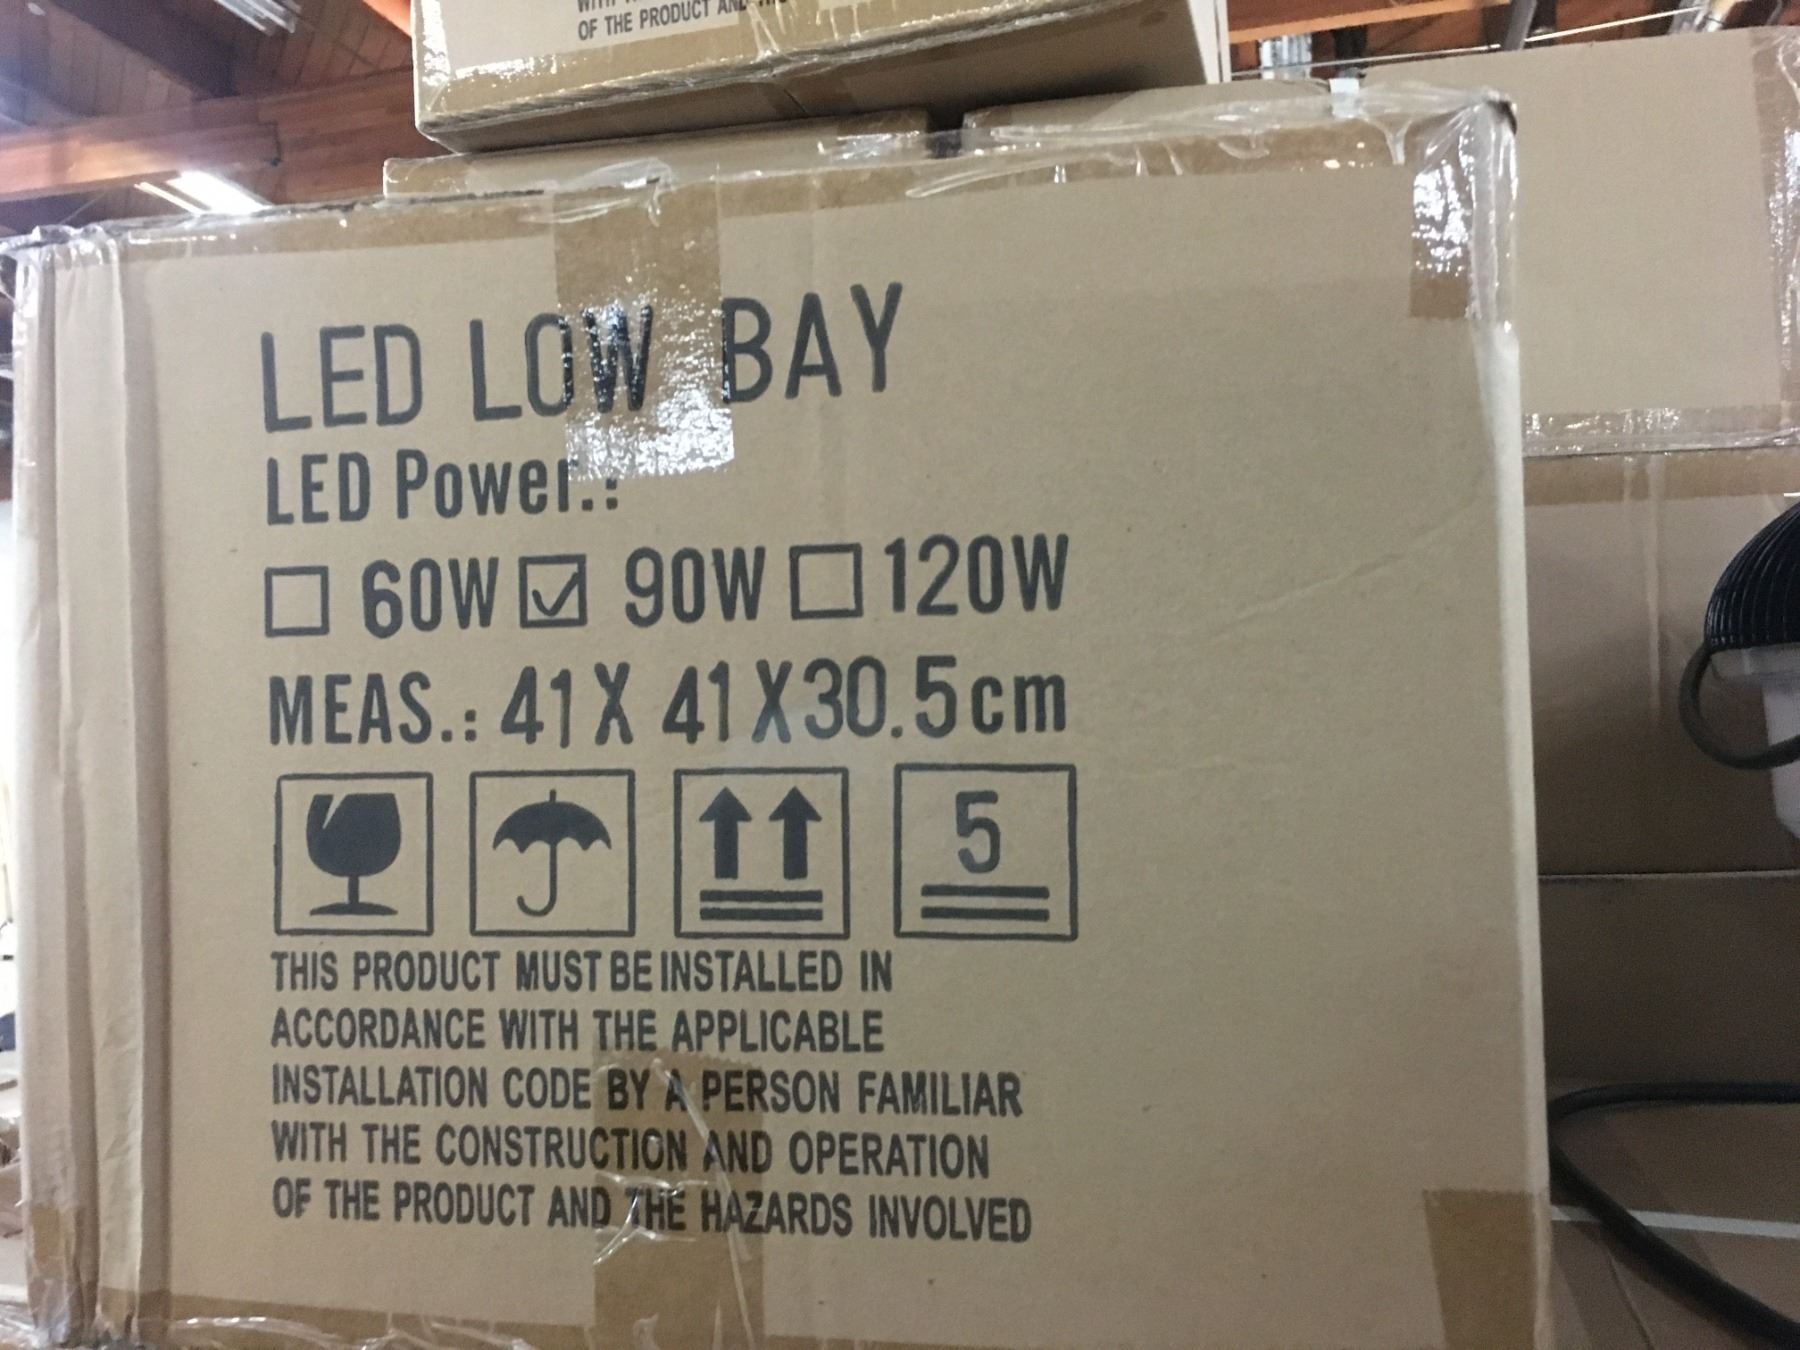 OF THE PRODUCT AND
LED LOW BAY
LED Power.:
60W 90W 120W
MEAS.: 41 X 41 X 30.5cm
5
THIS PRODUCT MUST BE INSTALLED IN
ACCORDANCE WITH THE APPLICABLE
INSTALLATION CODE BY A PERSON FAMILIAR
WITH THE CONSTRUCTION AND OPERATION
OF THE PRODUCT AND THE HAZARDS INVOLVED